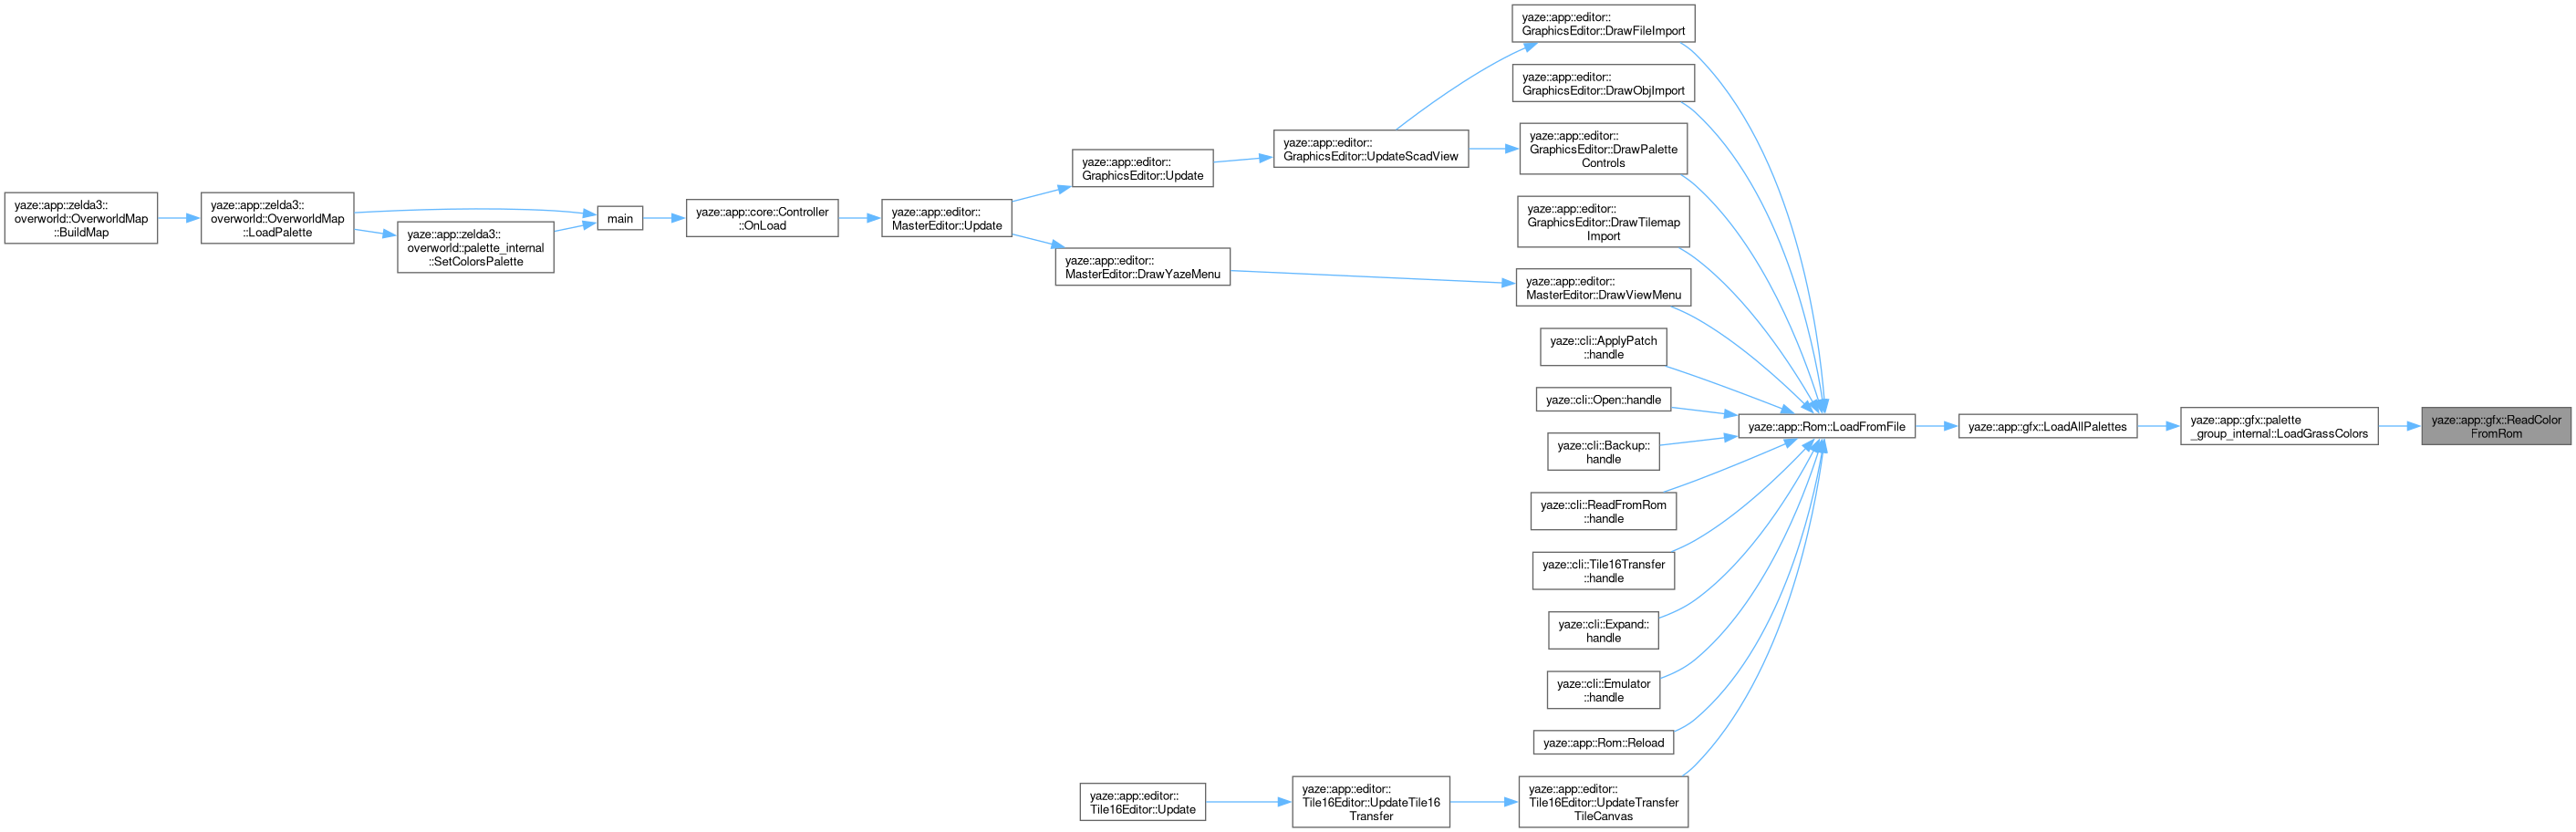 yaze::app::zelda3::
overworld::OverworldMap
::BuildMap
yaze::app::zelda3::
overworld::OverworldMap
::LoadPalette
yaze::app::zelda3::
overworld::palette_internal
::SetColorsPalette
main
yaze::app::core::Controller
::OnLoad
yaze::app::editor::
MasterEditor::Update
yaze::app::editor::
GraphicsEditor::Update
yaze::app::editor::
MasterEditor::DrawYazeMenu
yaze::app::editor::
GraphicsEditor::UpdateScadView
yaze::app::editor::
GraphicsEditor::DrawFileImport
yaze::app::editor::
GraphicsEditor::DrawObjImport
yaze::app::editor::
GraphicsEditor::DrawPalette
Controls
yaze::app::editor::
GraphicsEditor::DrawTilemap
Import
yaze::app::editor::
MasterEditor::DrawViewMenu
yaze::cli::ApplyPatch
::handle
yaze::cli::Open::handle
yaze::cli::Backup::
handle
yaze::cli::ReadFromRom
::handle
yaze::cli::Tile16Transfer
::handle
yaze::cli::Expand::
handle
yaze::cli::Emulator
::handle
yaze::app::Rom::Reload
yaze::app::editor::
Tile16Editor::UpdateTransfer
TileCanvas
yaze::app::editor::
Tile16Editor::UpdateTile16
Transfer
yaze::app::editor::
Tile16Editor::Update
yaze::app::Rom::LoadFromFile
yaze::app::gfx::LoadAllPalettes
yaze::app::gfx::palette
_group_internal::LoadGrassColors
yaze::app::gfx::ReadColor
FromRom